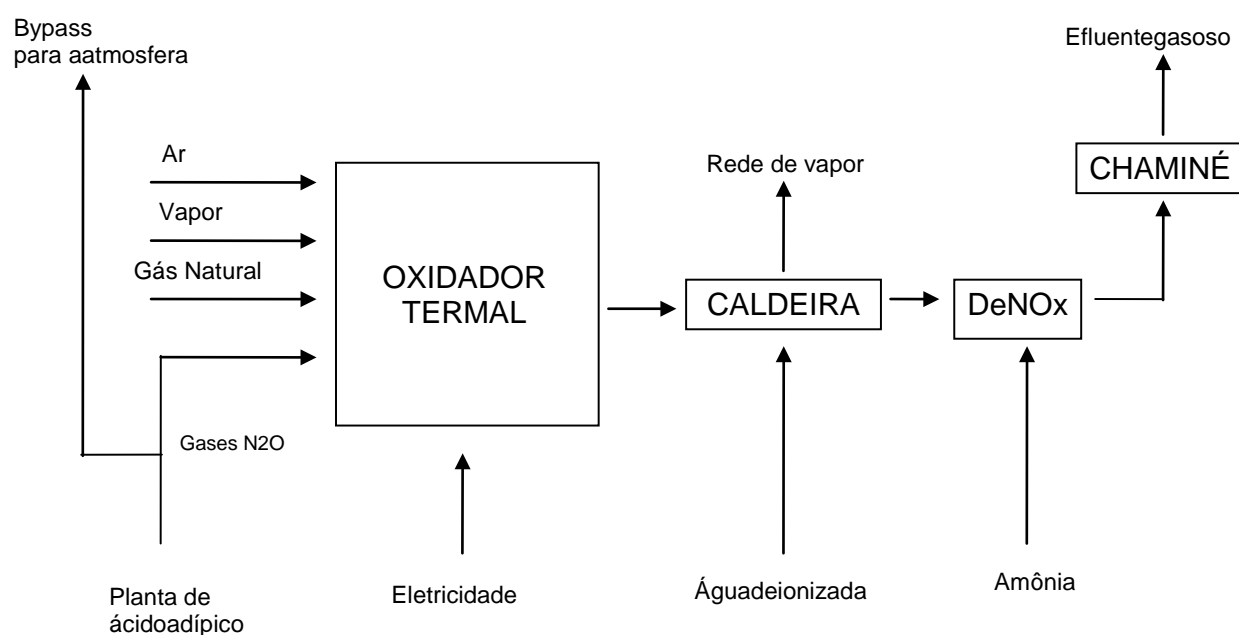 Bypass
para aatmosfera
Efluentegasoso
Ar
Rede de vapor
CHAMINÉ
Vapor
Gás Natural
OXIDADOR
TERMAL
CALDEIRA
DeNOx
Gases N2O
Planta de
ácidoadípico
Eletricidade
Águadeionizada
Amônia